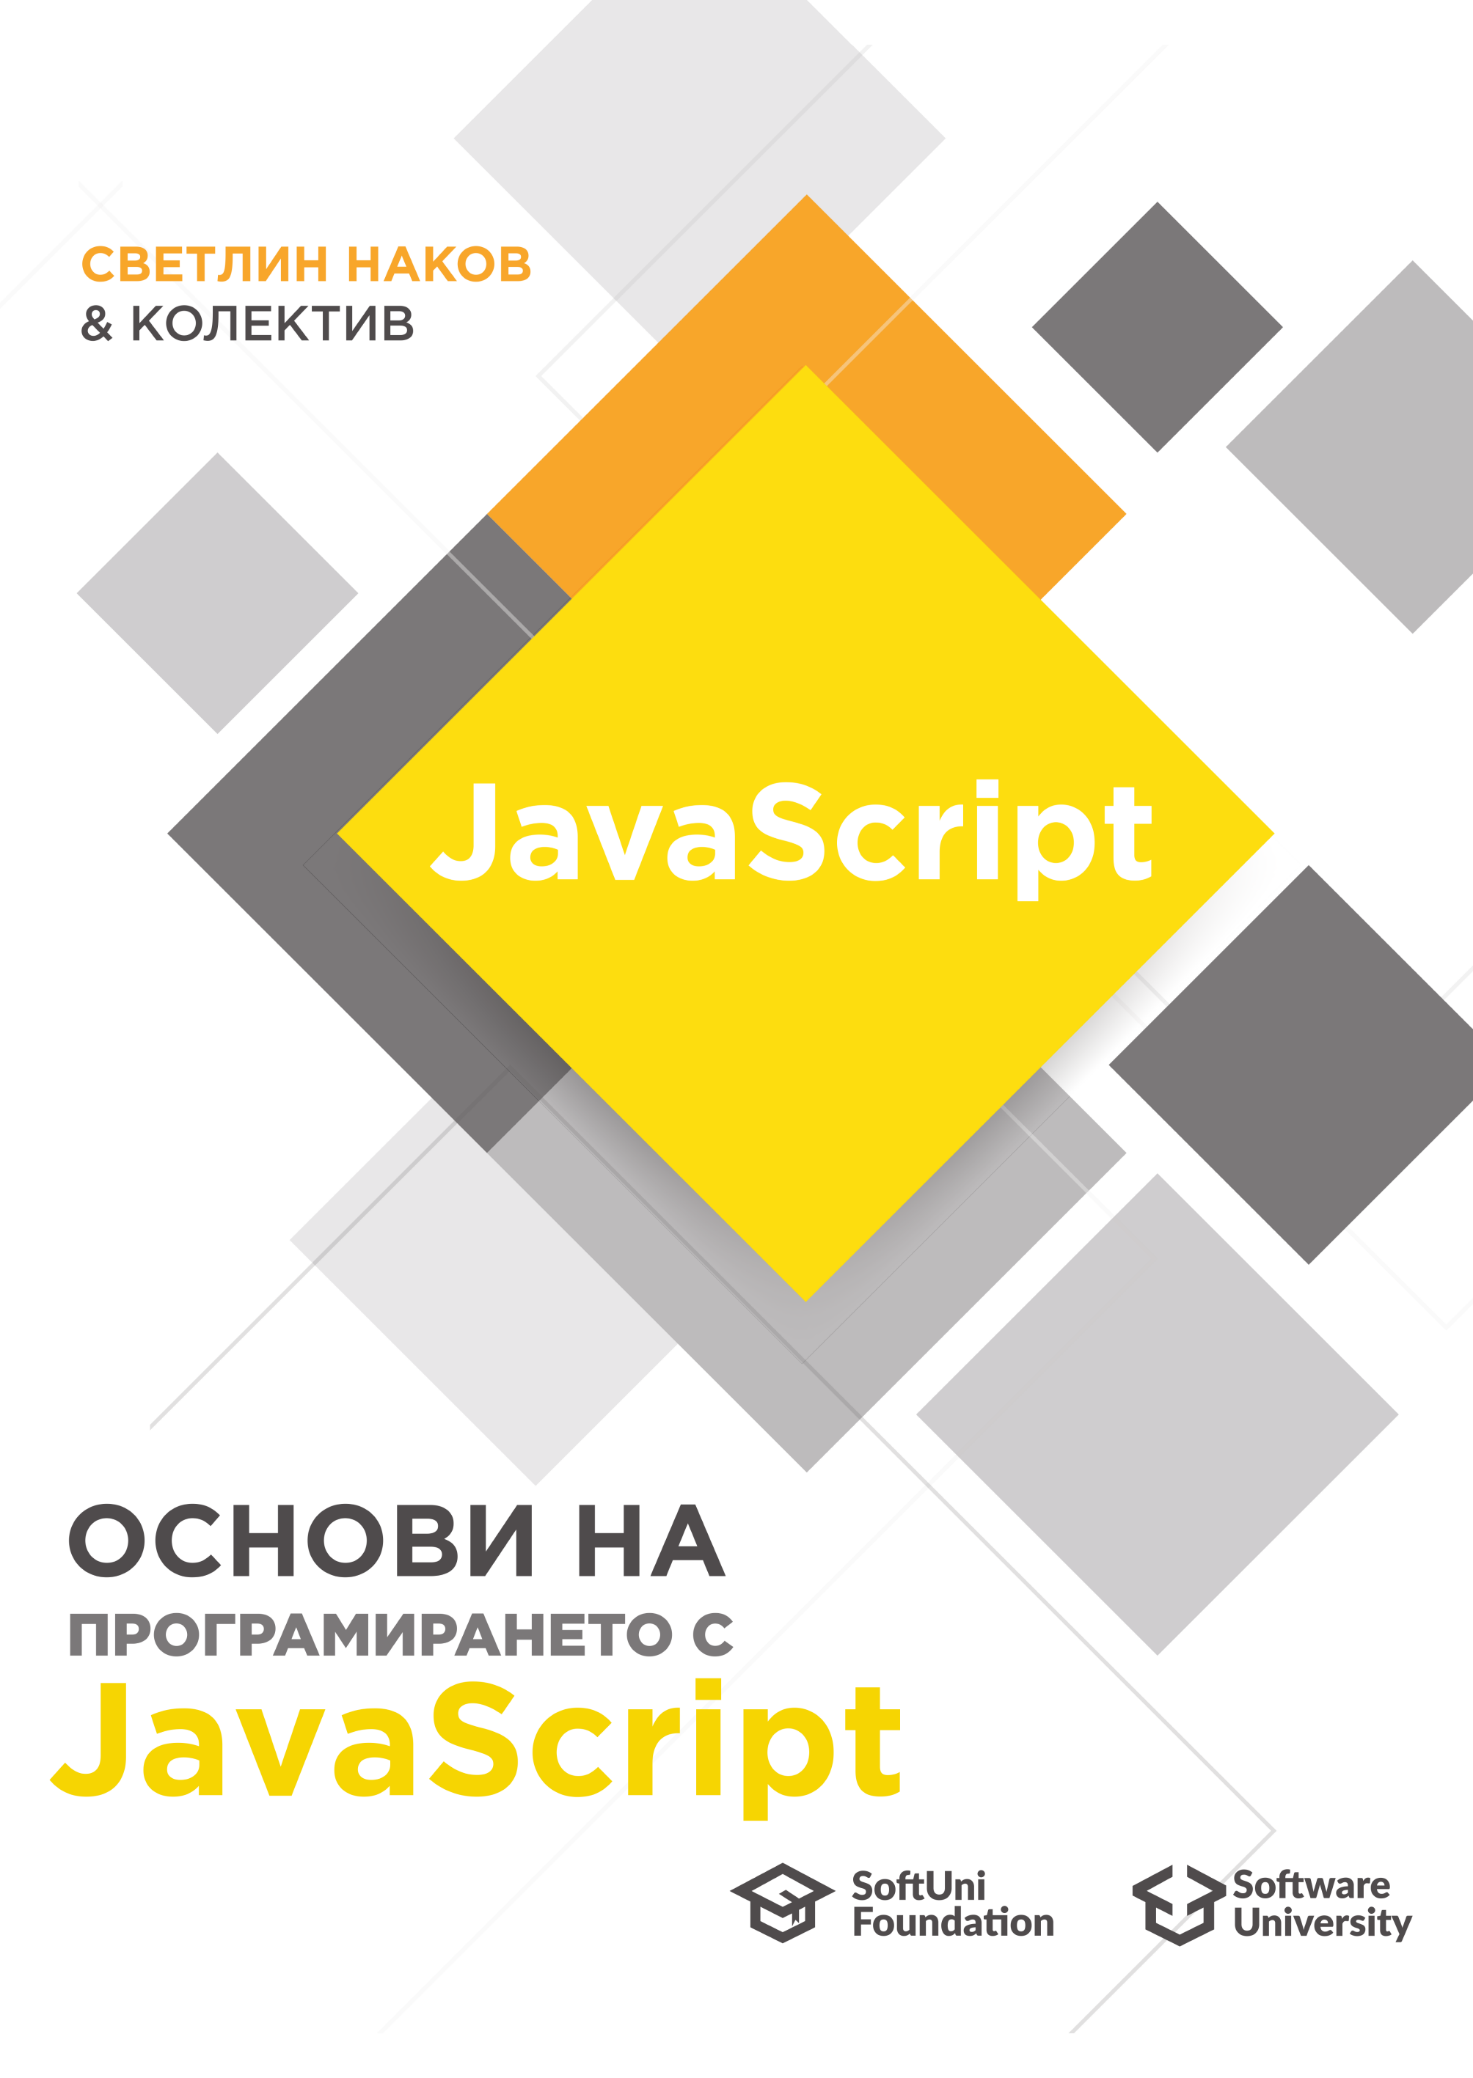 СВЕТЛИН НАКОВ
& КОЛЕКТИВ
JavaScript
ОСНОВИ НА
ПРОГРАМИРАНЕТО С
JavaScript
SoftUni
Foundation
Software
University